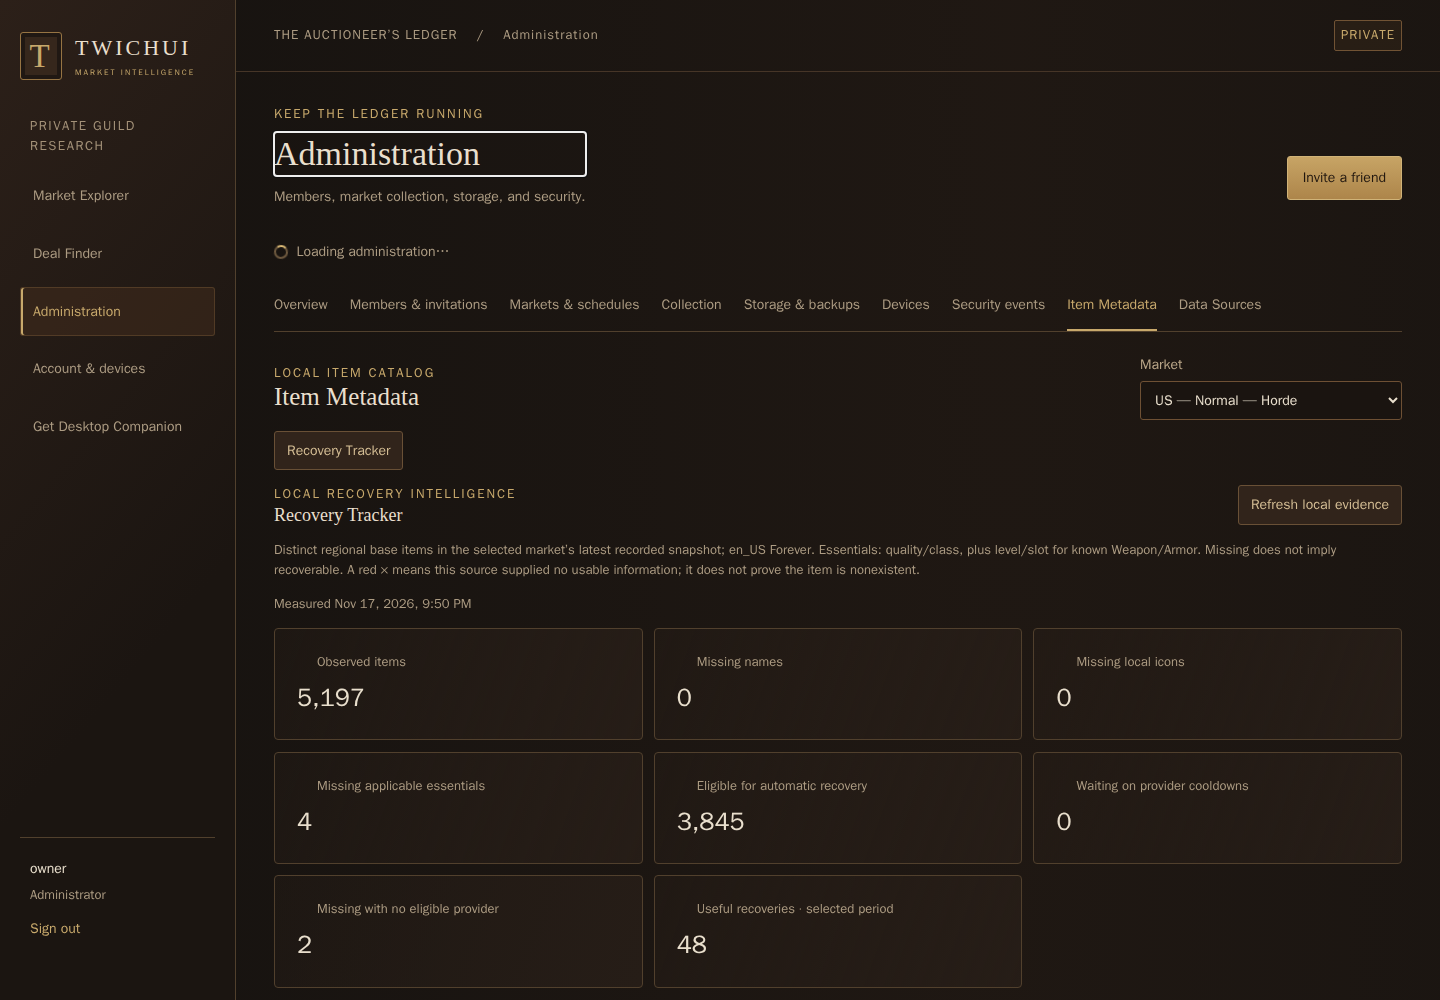 T
TWICHUI
MARKET INTELLIGENCE
PRIVATE GUILD
RESEARCH
Market Explorer
Deal Finder
Administration
Account & devices
Get Desktop Companion
owner
Administrator
Sign out
THE AUCTIONEER'S LEDGER / Administration
PRIVATE
KEEP THE LEDGER RUNNING
Administration
Members, market collection, storage, and security.
Invite a friend
Loading administration…
Overview Members & invitations Markets & schedules Collection Storage & backups Devices Security events Item Metadata Data Sources
LOCAL ITEM CATALOG
Item Metadata
Market
US — Normal — Horde
Recovery Tracker
LOCAL RECOVERY INTELLIGENCE
Recovery Tracker
Refresh local evidence
Distinct regional base items in the selected market's latest recorded snapshot; en_US Forever. Essentials: quality/class, plus level/slot for known Weapon/Armor. Missing does not imply
recoverable. A red × means this source supplied no usable information; it does not prove the item is nonexistent.
Measured Nov 17, 2026, 9:50 PM
Observed items
5,197
Missing names
0
Missing local icons
0
Missing applicable essentials
4
Eligible for automatic recovery
3,845
Waiting on provider cooldowns
0
Missing with no eligible provider
2
Useful recoveries · selected period
48